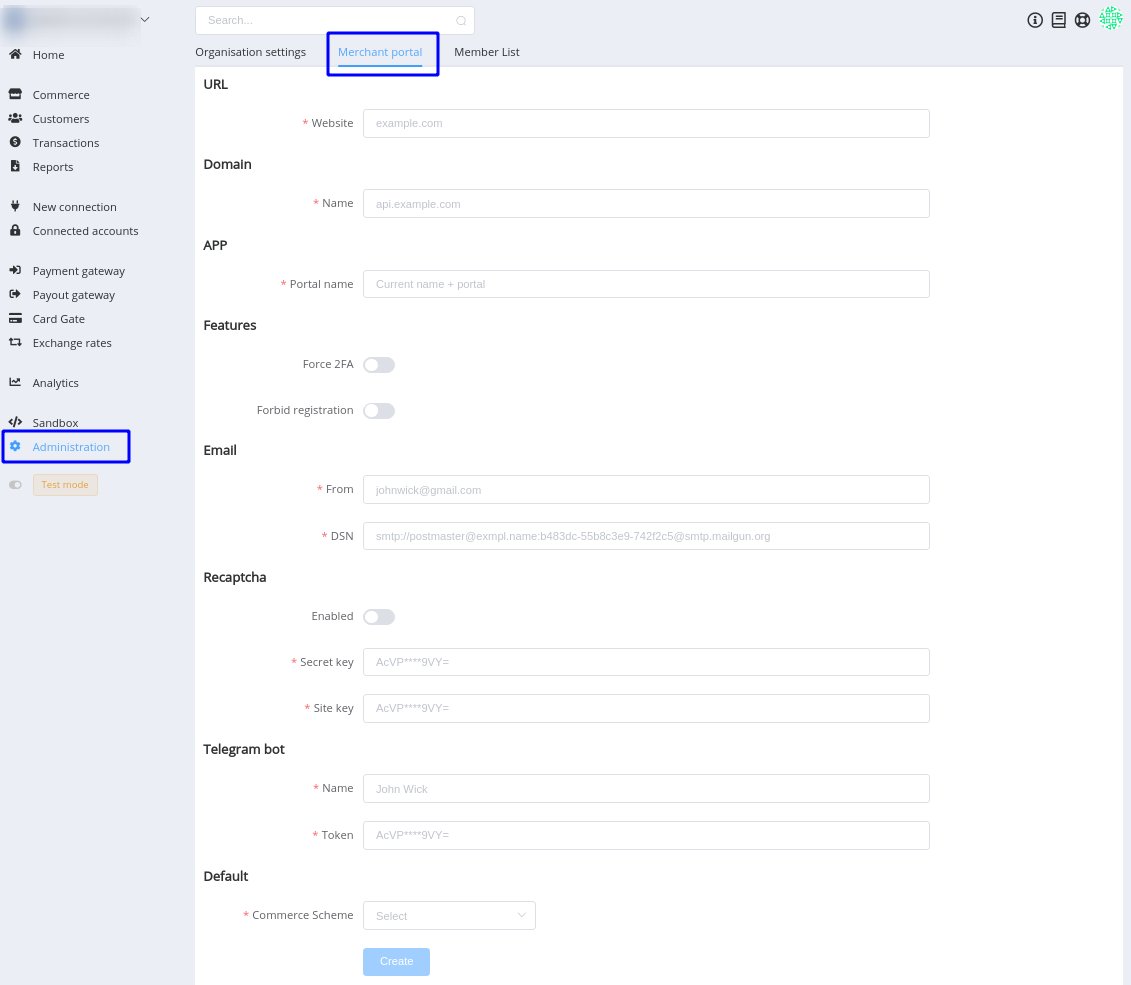 Search...
Organisation settings Merchant portal Member List
Home
Commerce
Customers
Transactions
Reports
New connection
Connected accounts
Payment gateway
Payout gateway
Card Gate
Exchange rates
Analytics
Sandbox
Administration
Test mode
URL
* Website example.com
Domain
* Name api.example.com
APP
* Portal name Current name + portal
Features
Force 2FA
Forbid registration
Email
* From johnwick@gmail.com
* DSN smtp://postmaster@exmpl.name:b483dc-55b8c3e9-742f2c5@smtp.mailgun.org
Recaptcha
Enabled
* Secret key AcVP****9VY=
* Site key AcVP****9VY=
Telegram bot
* Name John Wick
* Token AcVP****9VY=
Default
* Commerce Scheme Select
Create